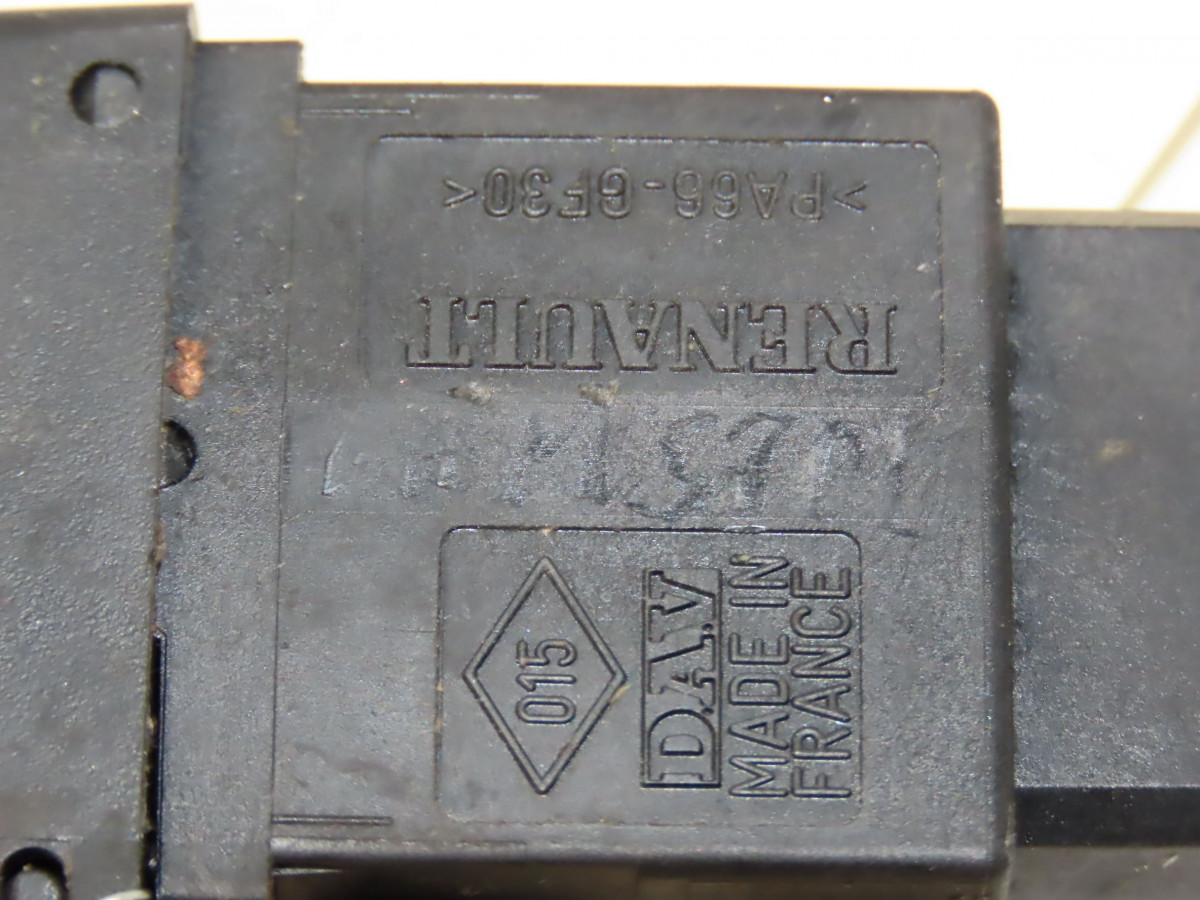 RENAULT
>PA66-GF30<
015
D.A.V
MADE IN
FRANCE